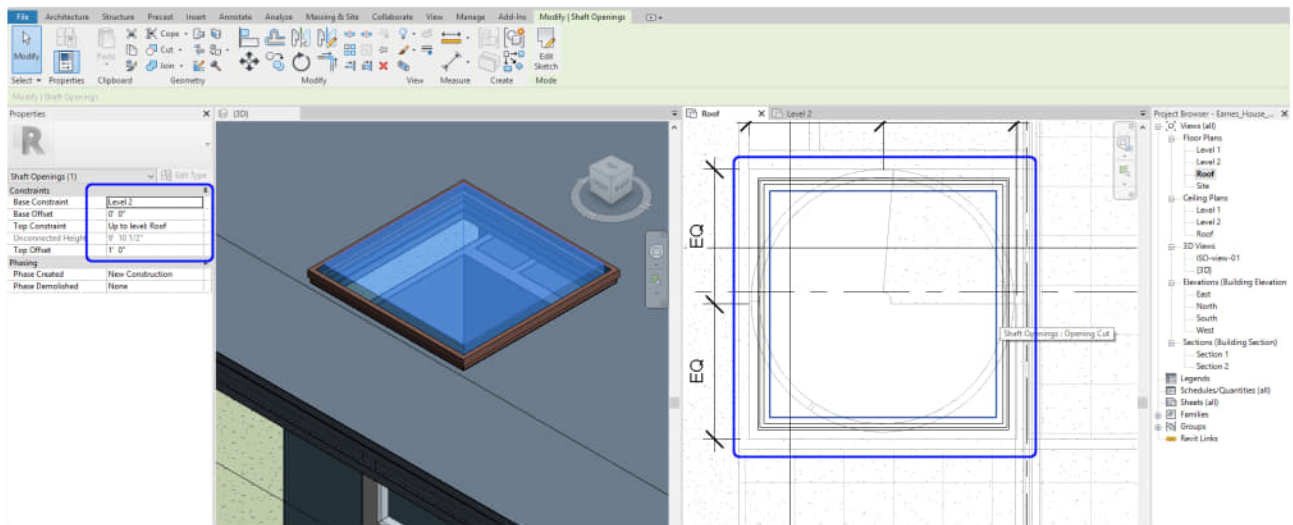 File Architecture Structure Precast Insert Annotate Analyze Massing & Site Collaborate View Manage Add-Ins Modify | Shaft Openings
Modify
Paste
Cope
Cut
Join
Edit
Sketch
Select Properties Clipboard Geometry Modify View Measure Create Mode
Modify | Shaft Openings
Properties
R
Shaft Openings (1) Edit Type
Constraints
Base Constraint Level 2
Base Offset 0' 0"
Top Constraint Up to level: Roof
Unconnected Height 9' 10 1/2"
Top Offset 1' 0"
Phasing
Phase Created New Construction
Phase Demolished None
{3D}
Roof
Level 2
EQ
EQ
Shaft Openings : Opening Cut
Project Browser - Eames_House_...
Views (all)
Floor Plans
Level 1
Level 2
Roof
Site
Ceiling Plans
Level 1
Level 2
Roof
3D Views
ISO-view-01
{3D}
Elevations (Building Elevation
East
North
South
West
Sections (Building Section)
Section 1
Section 2
Legends
Schedules/Quantities (all)
Sheets (all)
Families
Groups
Revit Links